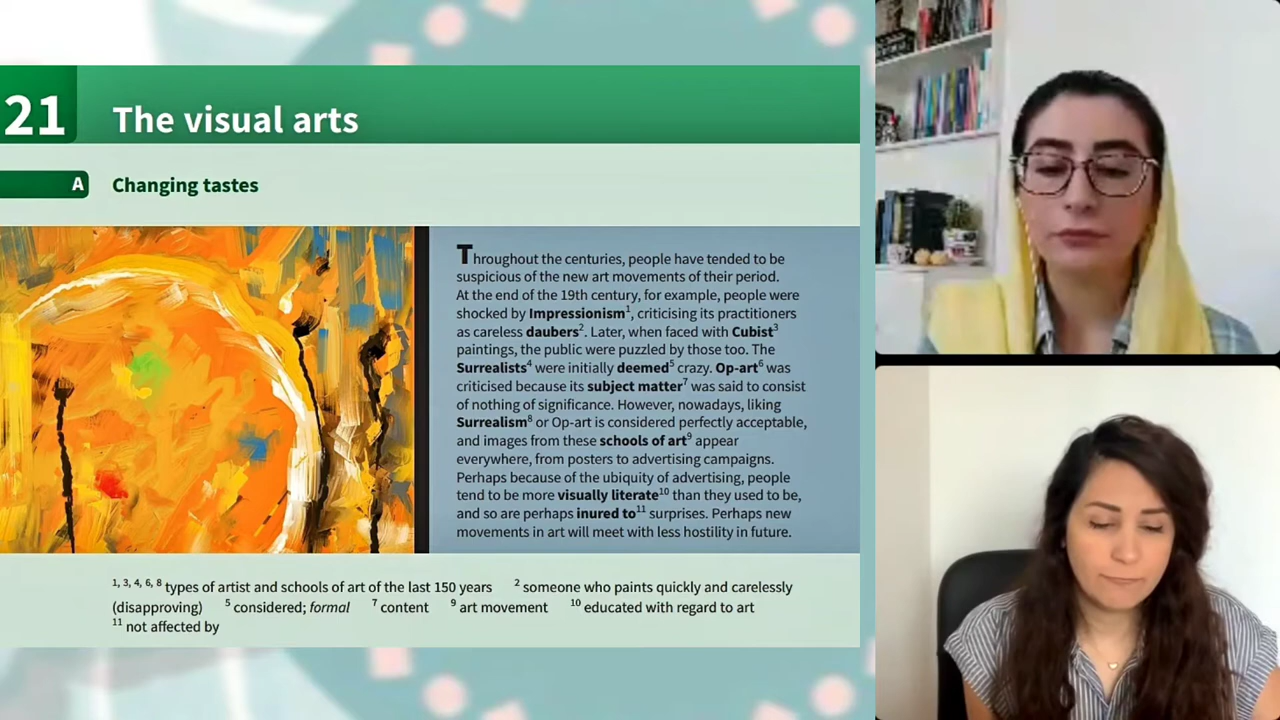 21
The visual arts
A
Changing tastes
Throughout the centuries, people have tended to be
suspicious of the new art movements of their period.
At the end of the 19th century, for example, people were
shocked by Impressionism1, criticising its practitioners
as careless daubers2. Later, when faced with Cubist3
paintings, the public were puzzled by those too. The
Surrealists4 were initially deemed5 crazy. Op-art6 was
criticised because its subject matter7 was said to consist
of nothing of significance. However, nowadays, liking
Surrealism8 or Op-art is considered perfectly acceptable,
and images from these schools of art9 appear
everywhere, from posters to advertising campaigns.
Perhaps because of the ubiquity of advertising, people
tend to be more visually literate10 than they used to be,
and so are perhaps inured to11 surprises. Perhaps new
movements in art will meet with less hostility in future.
1, 3, 4, 6, 8 types of artist and schools of art of the last 150 years 2 someone who paints quickly and carelessly
(disapproving) 5 considered; formal 7 content 9 art movement 10 educated with regard to art
11 not affected by